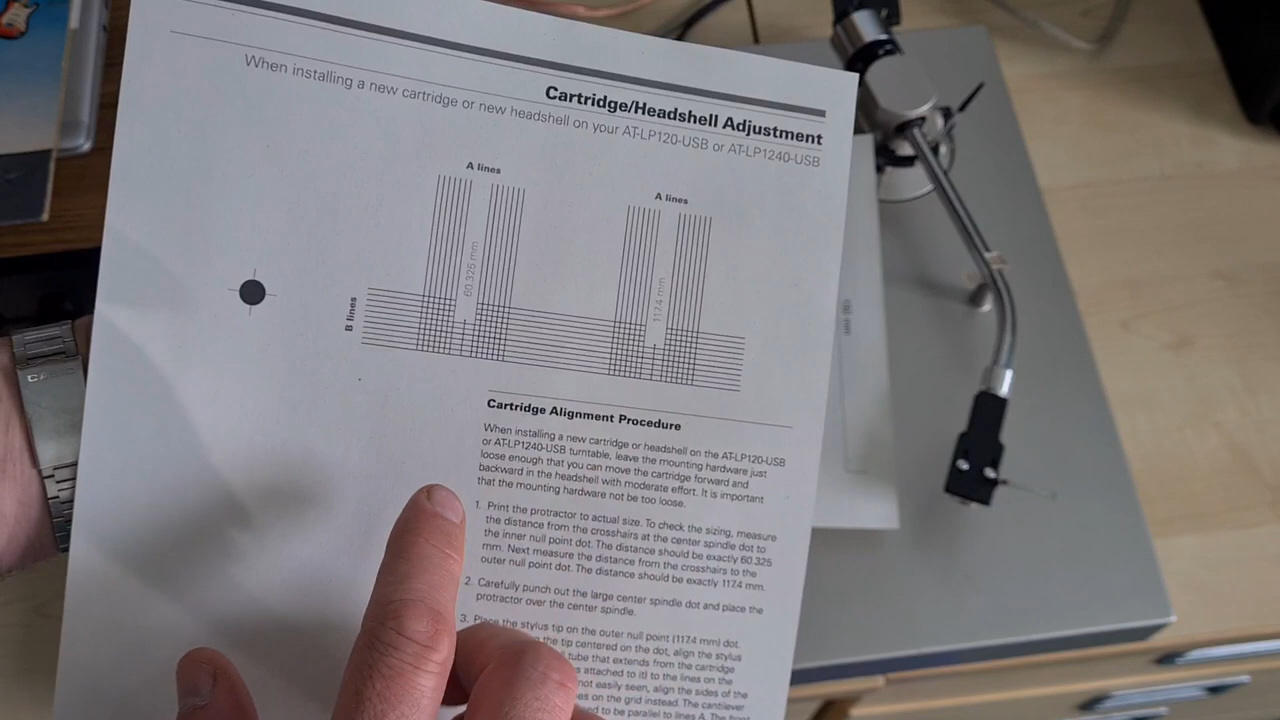 Cartridge/Headshell Adjustment
When installing a new cartridge or new headshell on your AT-LP120-USB or AT-LP1240-USB
A lines
A lines
60.325 mm
117.4 mm
B lines
Cartridge Alignment Procedure
When installing a new cartridge or headshell on the AT-LP120-USB
or AT-LP1240-USB turntable, leave the mounting hardware just
loose enough that you can move the cartridge forward and
backward in the headshell with moderate effort. It is important
that the mounting hardware not be too loose.
1. Print the protractor to actual size. To check the sizing, measure
the distance from the crosshairs at the center spindle dot to
the inner null point dot. The distance should be exactly 60.325
mm. Next measure the distance from the crosshairs to the
outer null point dot. The distance should be exactly 117.4 mm.
2. Carefully punch out the large center spindle dot and place the
protractor over the center spindle.
3. Place the stylus tip on the outer null point (117.4 mm) dot.
the tip centered on the dot, align the stylus
tube that extends from the cartridge
attached to it) to the lines on the
not easily seen, align the sides of the
on the grid instead. The cantilever
to be parallel to lines A. The front
CASIO